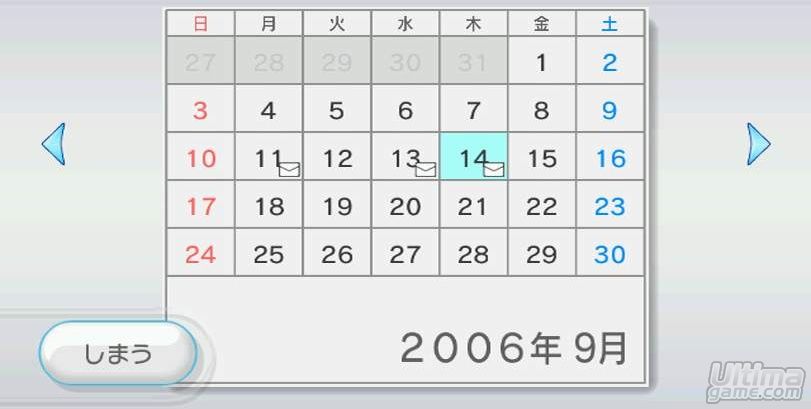 日 月 火 水 木 金 土
27 28 29 30 31 1 2
3 4 5 6 7 8 9
10 11 12 13 14 15 16
17 18 19 20 21 22 23
24 25 26 27 28 29 30
2006年 9月
しまう
Ultima
game.com